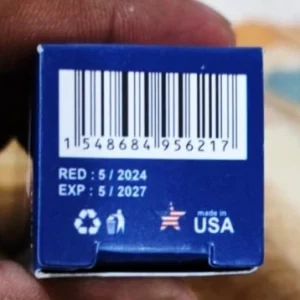 1 548684 956217
RED : 5 / 2024
EXP : 5 / 2027
made in
USA